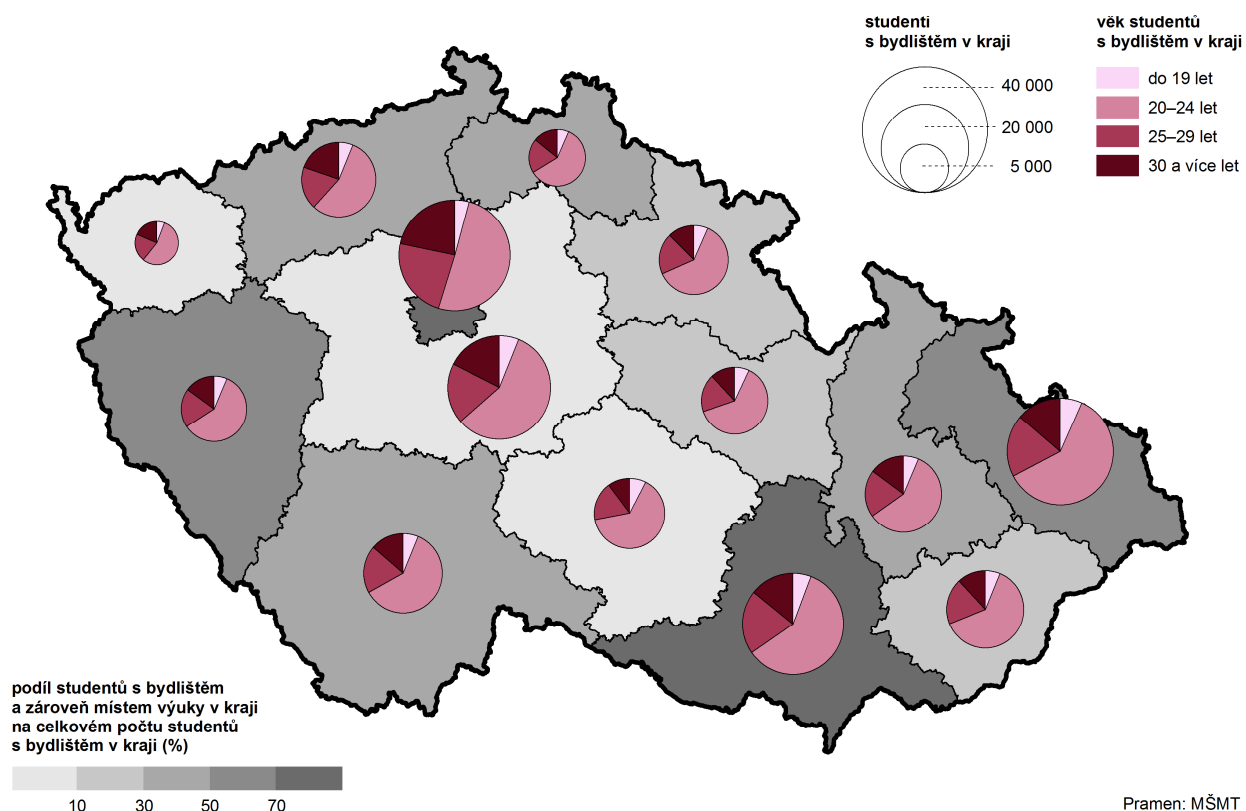 studenti
s bydlištěm v kraji
40 000
20 000
5 000
věk studentů
s bydlištěm v kraji
do 19 let
20–24 let
25–29 let
30 a více let
podíl studentů s bydlištěm
a zároveň místem výuky v kraji
na celkovém počtu studentů
s bydlištěm v kraji (%)
10 30 50 70
Pramen: MŠMT